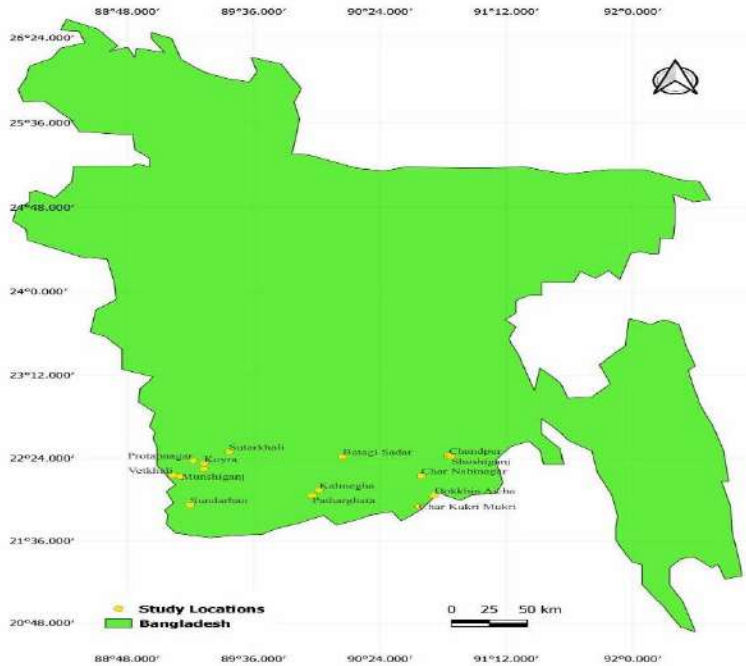 88°48.000' 89°36.000' 90°24.000' 91°12.000' 92°0.000'
26°24.000'
25°36.000'
24°48.000'
24°0.000'
23°12.000'
22°24.000'
21°36.000'
20°48.000'
Sutarkhali
Protapnagar
Koyra
Vetkhali
Munshiganj
Sundarban
Betagi Sadar
Kalmegha
Patharghata
Chandpur
Shoshiganj
Char Nabinagar
Dokkhin Aicha
Char Kukri Mukri
Study Locations
Bangladesh
0 25 50 km
88°48.000' 89°36.000' 90°24.000' 91°12.000' 92°0.000'